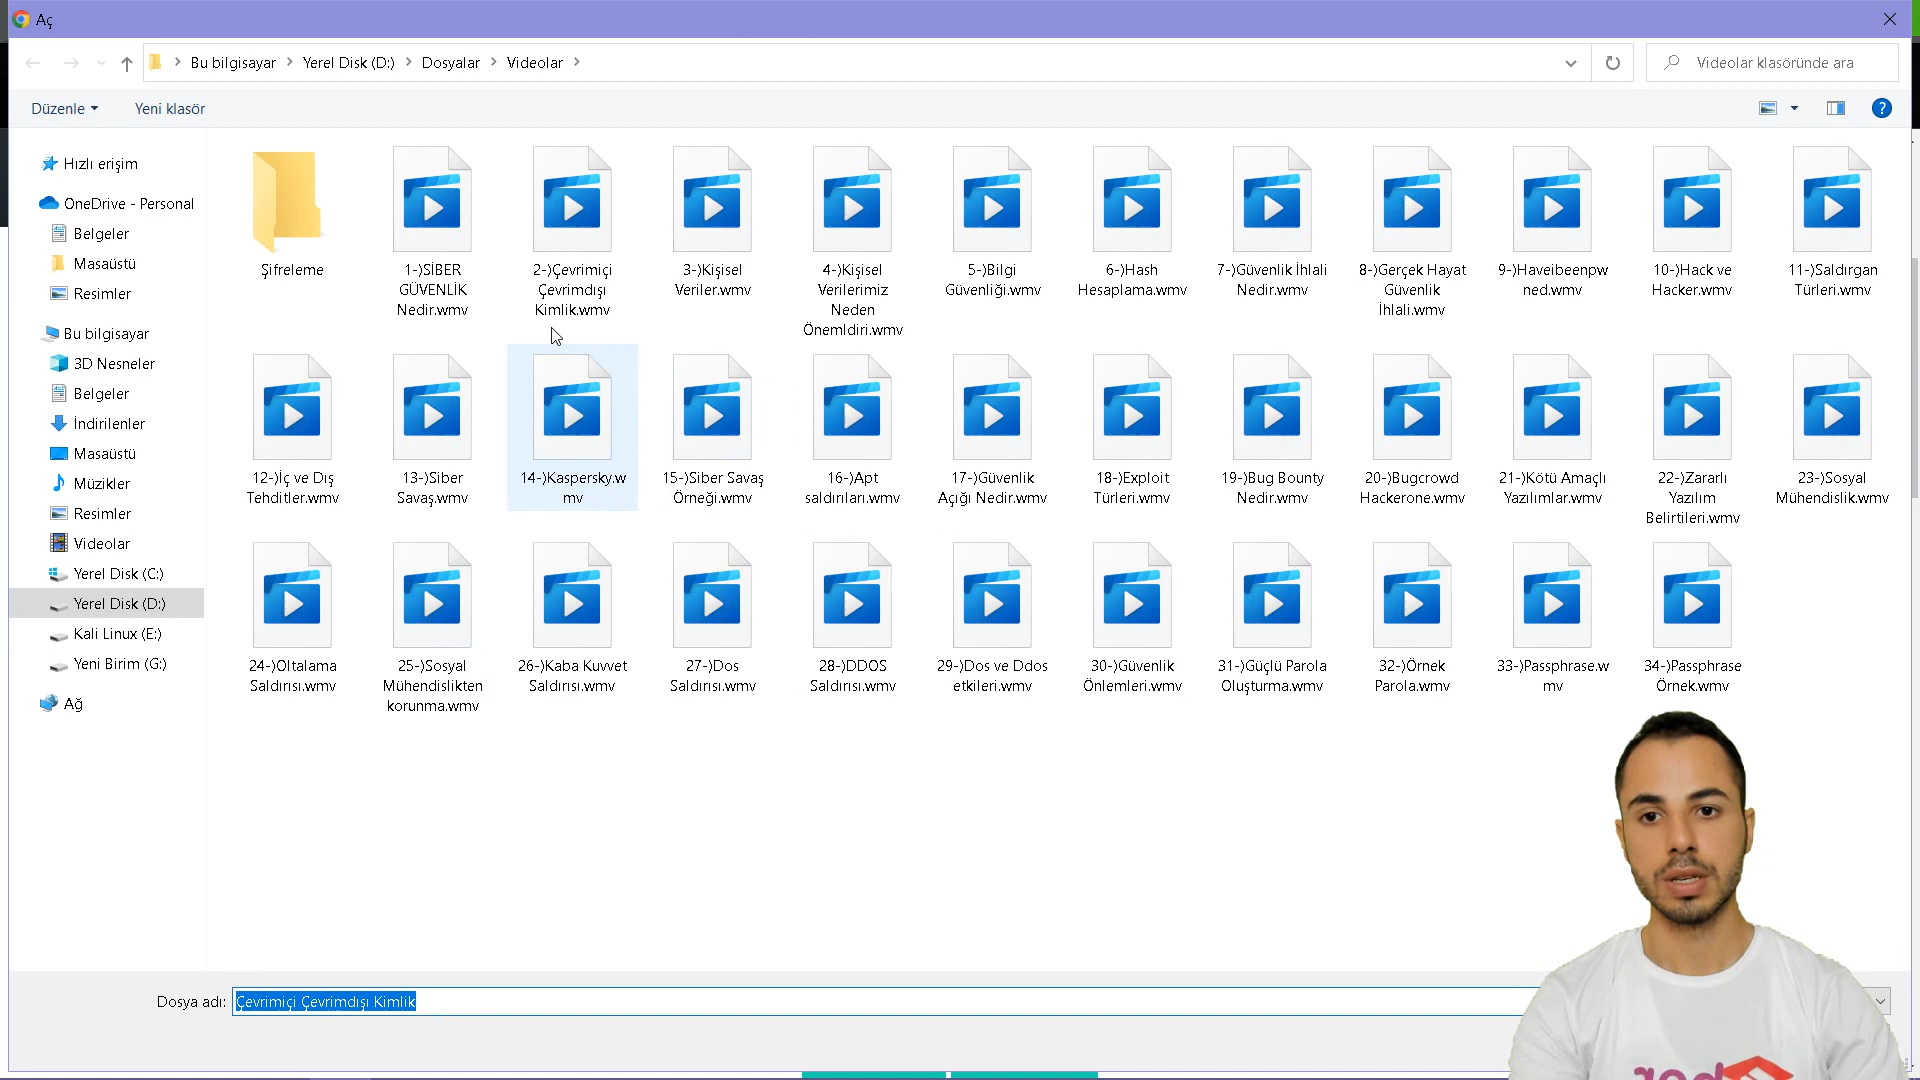 Aç
Bu bilgisayar
Yerel Disk (D:)
Dosyalar
Videolar
Videolar klasöründe ara
Düzenle
Yeni klasör
Hızlı erişim
OneDrive - Personal
Belgeler
Masaüstü
Resimler
Bu bilgisayar
3D Nesneler
Belgeler
İndirilenler
Masaüstü
Müzikler
Resimler
Videolar
Yerel Disk (C:)
Yerel Disk (D:)
Kali Linux (E:)
Yeni Birim (G:)
Ağ
Şifreleme
1-)SİBER
GÜVENLİK
Nedir.wmv
2-)Çevrimiçi
Çevrimdışı
Kimlik.wmv
3-)Kişisel
Veriler.wmv
4-)Kişisel
Verilerimiz
Neden
Önemldiri.wmv
5-)Bilgi
Güvenliği.wmv
6-)Hash
Hesaplama.wmv
7-)Güvenlik İhlali
Nedir.wmv
8-)Gerçek Hayat
Güvenlik
İhlali.wmv
9-)Haveibeenpw
ned.wmv
10-)Hack ve
Hacker.wmv
11-)Saldırgan
Türleri.wmv
12-)İç ve Dış
Tehditler.wmv
13-)Siber
Savaş.wmv
14-)Kaspersky.w
mv
15-)Siber Savaş
Örneği.wmv
16-)Apt
saldırıları.wmv
17-)Güvenlik
Açığı Nedir.wmv
18-)Exploit
Türleri.wmv
19-)Bug Bounty
Nedir.wmv
20-)Bugcrowd
Hackerone.wmv
21-)Kötü Amaçlı
Yazılımlar.wmv
22-)Zararlı
Yazılım
Belirtileri.wmv
23-)Sosyal
Mühendislik.wmv
24-)Oltalama
Saldırısı.wmv
25-)Sosyal
Mühendislikten
korunma.wmv
26-)Kaba Kuvvet
Saldırısı.wmv
27-)Dos
Saldırısı.wmv
28-)DDOS
Saldırısı.wmv
29-)Dos ve Ddos
etkileri.wmv
30-)Güvenlik
Önlemleri.wmv
31-)Güçlü Parola
Oluşturma.wmv
32-)Örnek
Parola.wmv
33-)Passphrase.w
mv
34-)Passphrase
Örnek.wmv
Dosya adı:
Çevrimiçi Çevrimdışı Kimlik